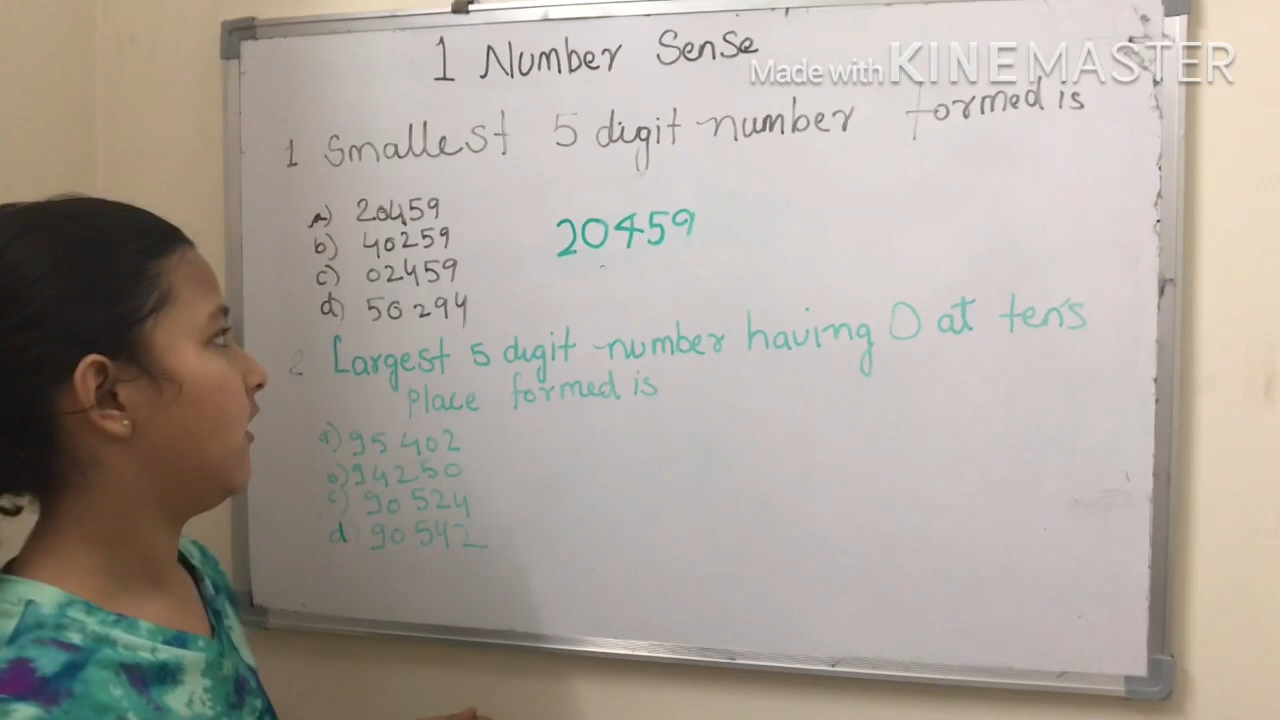 1 Number Sense
Made with KINEMASTER
1 Smallest 5 digit number formed is
a) 20459
b) 40259
c) 02459
d) 50294
20459
2 Largest 5 digit number having 0 at ten's
place formed is
a) 95402
b) 94250
c) 90524
d 90542